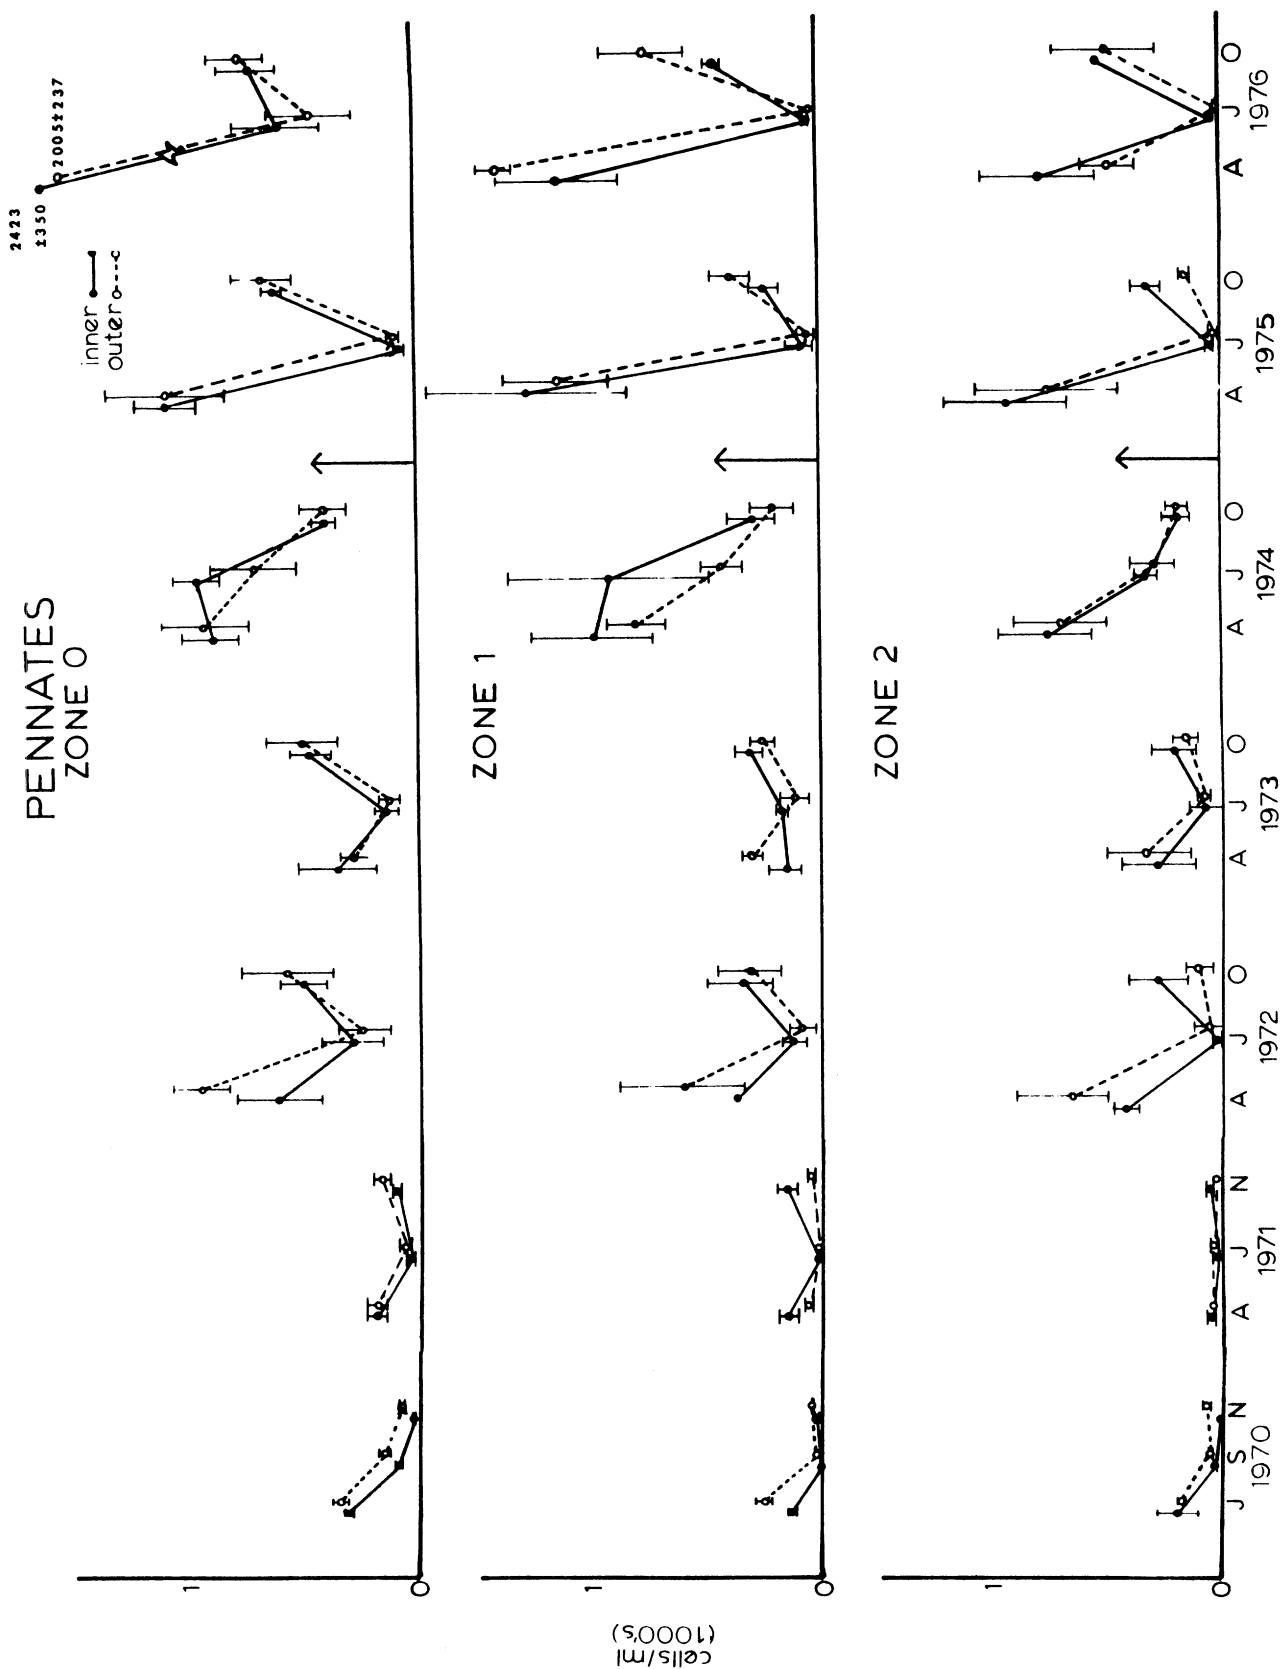 PENNATES
ZONE 0
2423
±350
2005±237
inner
outer
1
0
ZONE 1
1
0
cells/ml
(1000's)
ZONE 2
1
0
J S N A J N A J O A J O A J O A J O A J O
1970 1971 1972 1973 1974 1975 1976